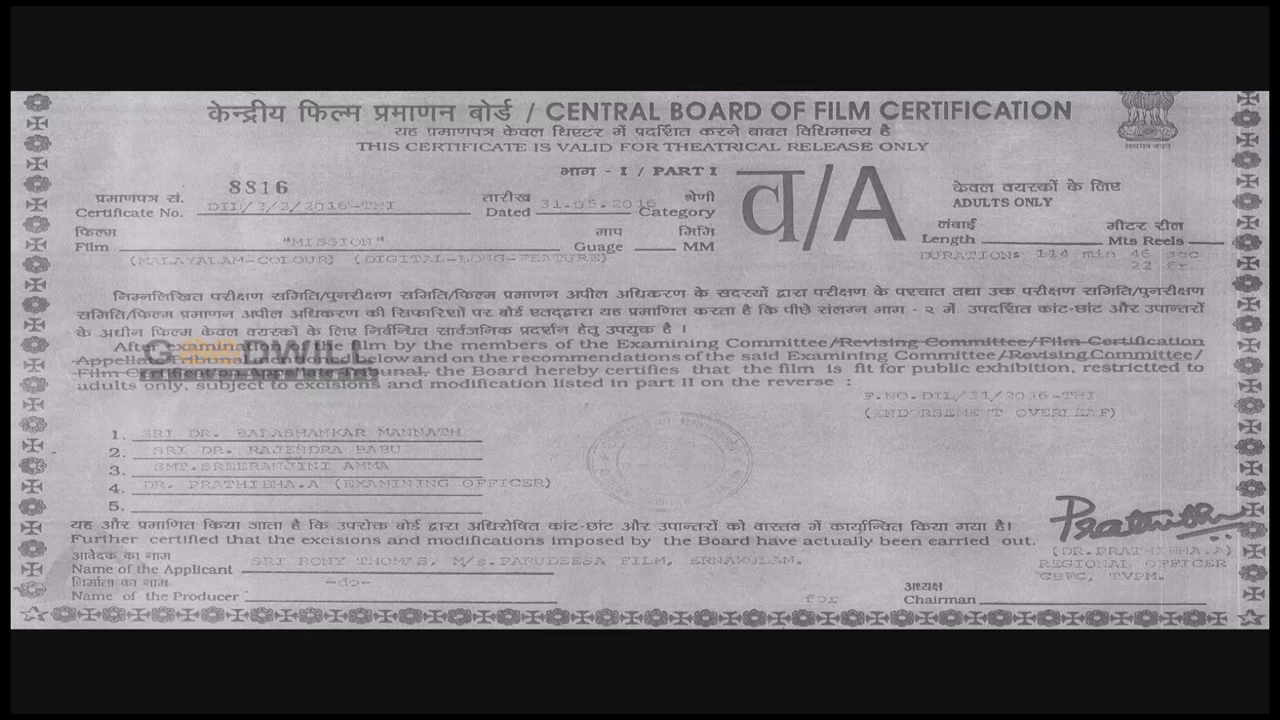 केन्द्रीय फिल्म प्रमाणन बोर्ड / CENTRAL BOARD OF FILM CERTIFICATION
यह प्रमाणपत्र केवल थिएटर में प्रदर्शित करने बाबत विधिमान्य है
THIS CERTIFICATE IS VALID FOR THEATRICAL RELEASE ONLY
भाग - I / PART I
व/A
केवल वयस्कों के लिए
ADULTS ONLY
8816
प्रमाणपत्र सं. तारीख श्रेणी
Certificate No. DIL/3/3/2016-THI Dated 31.05.2016 Category
लंबाई मीटर रील
Length Mts Reels
फिल्म माप मिमि
Film "MISSION" Guage MM
(MALAYALAM-COLOUR) (DIGITAL-LONG-FEATURE)
DURATION: 114 min 46 sec
22 fr
निम्नलिखित परीक्षण समिति/पुनरीक्षण समिति/फिल्म प्रमाणन अपील अधिकरण के सदस्यों द्वारा परीक्षण के पश्चात तथा उक्त परीक्षण समिति/पुनरीक्षण
समिति/फिल्म प्रमाणन अपील अधिकरण की सिफारिशों पर बोर्ड एतद्द्वारा यह प्रमाणित करता है कि पीछे संलग्न भाग - २ में उपदर्शित कांट-छांट और उपान्तरों
के अधीन फिल्म केवल वयस्कों के लिए निर्बन्धित सार्वजनिक प्रदर्शन हेतु उपयुक्त है ।
After film by the members of the Examining Committee/Revising Committee/Film Certification
Appellate Tribunal below and on the recommendations of the said Examining Committee/Revising Committee/
Film Certification Appellate Tribunal, the Board hereby certifies that the film is fit for public exhibition, restrictted to
adults only, subject to excisions and modification listed in part II on the reverse :
GOODWILL
F.NO.DIL/31/2016-THI
(ENDORSEMENT OVERLEAF)
1. SRI DR. BALASHANKAR MANNATH
2. SRI DR. RAJENDRA BABU
3. SMT.SREERANJINI AMMA
4. DR. PRATHIBHA.A (EXAMINING OFFICER)
5.
यह और प्रमाणित किया जाता है कि उपरोक्त बोर्ड द्वारा अधिरोपित कांट-छांट और उपान्तरों को वास्तव में कार्यान्वित किया गया है।
Further certified that the excisions and modifications imposed by the Board have actually been carried out.
आवेदक का नाम
Name of the Applicant SRI RONY THOMAS, M/s.PARUDEESA FILM, ERNAKULAM.
निर्माता का नाम
Name of the Producer -do-
(DR.PRATHIBHA.A)
REGIONAL OFFICER
CBFC, TVPM.
अध्यक्ष
for Chairman